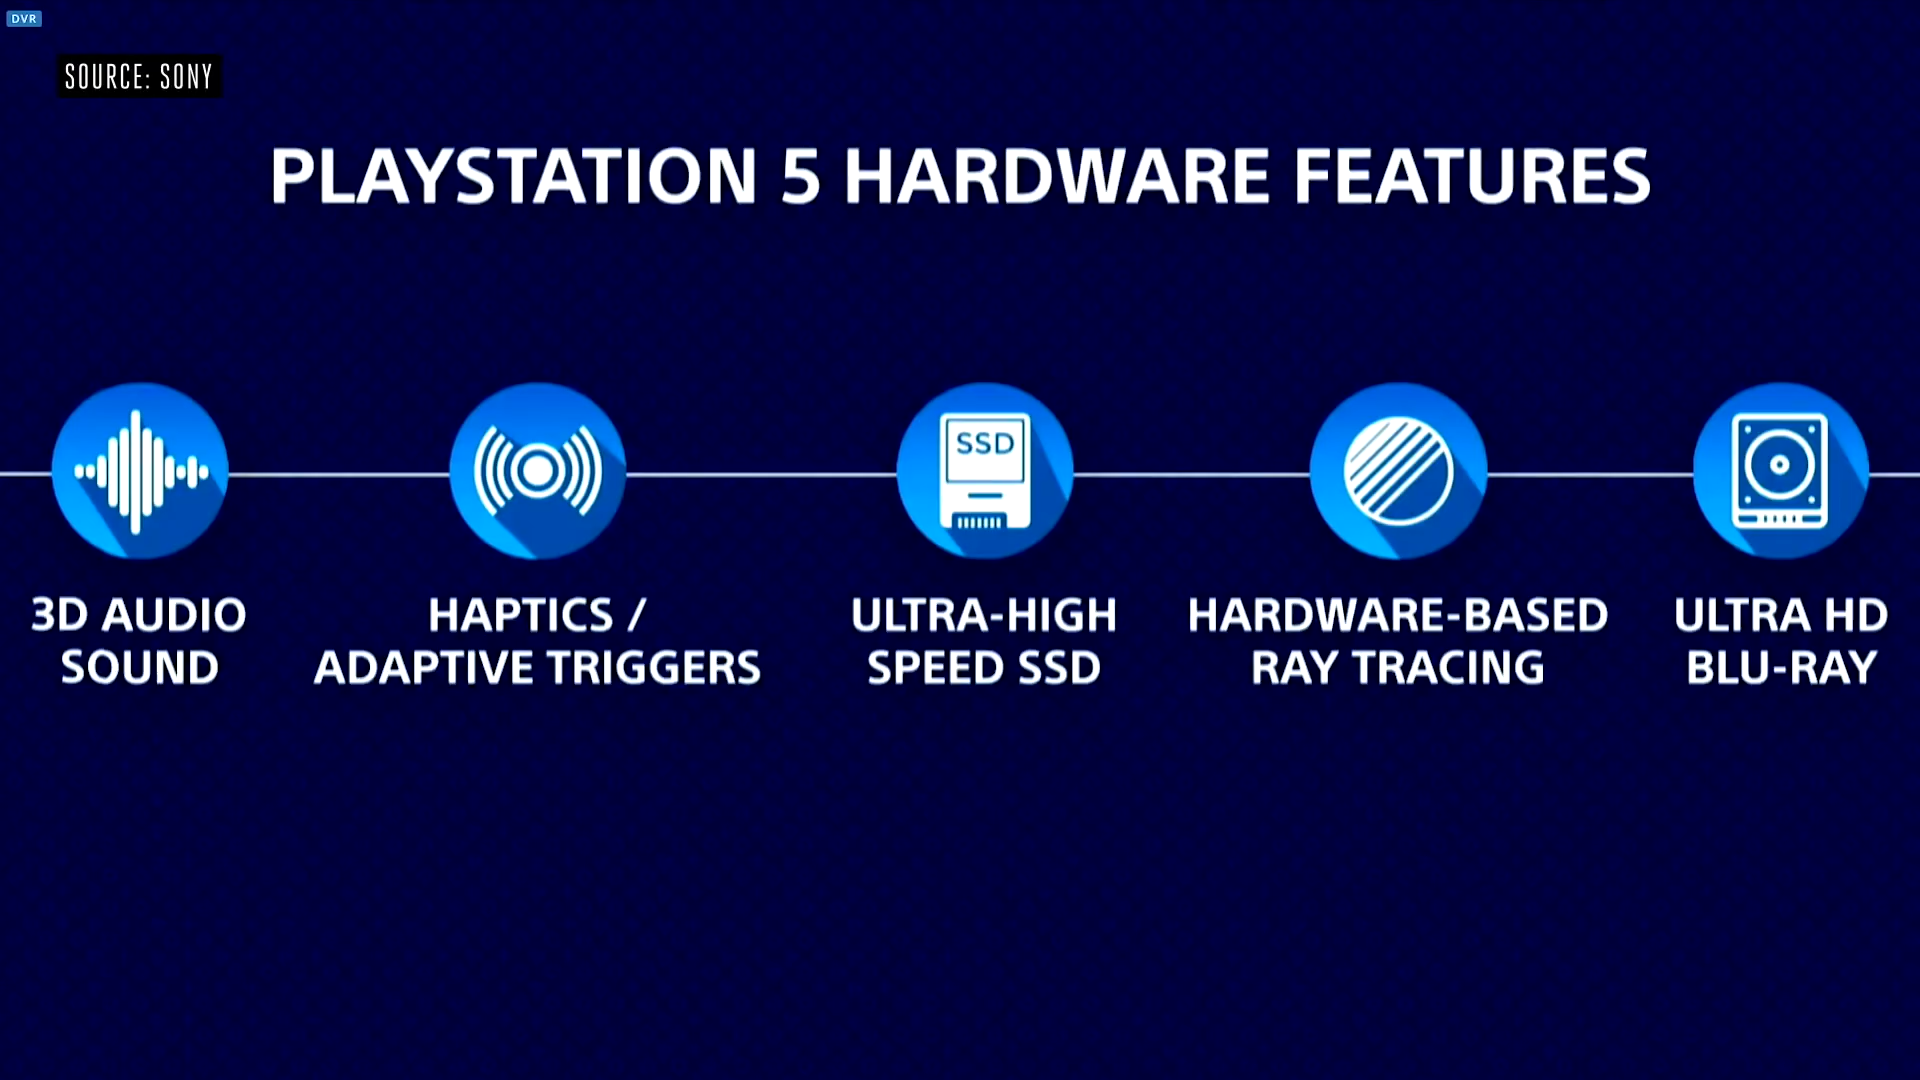 DVR
SOURCE: SONY
PLAYSTATION 5 HARDWARE FEATURES
SSD
3D AUDIO
SOUND
HAPTICS /
ADAPTIVE TRIGGERS
ULTRA-HIGH
SPEED SSD
HARDWARE-BASED
RAY TRACING
ULTRA HD
BLU-RAY